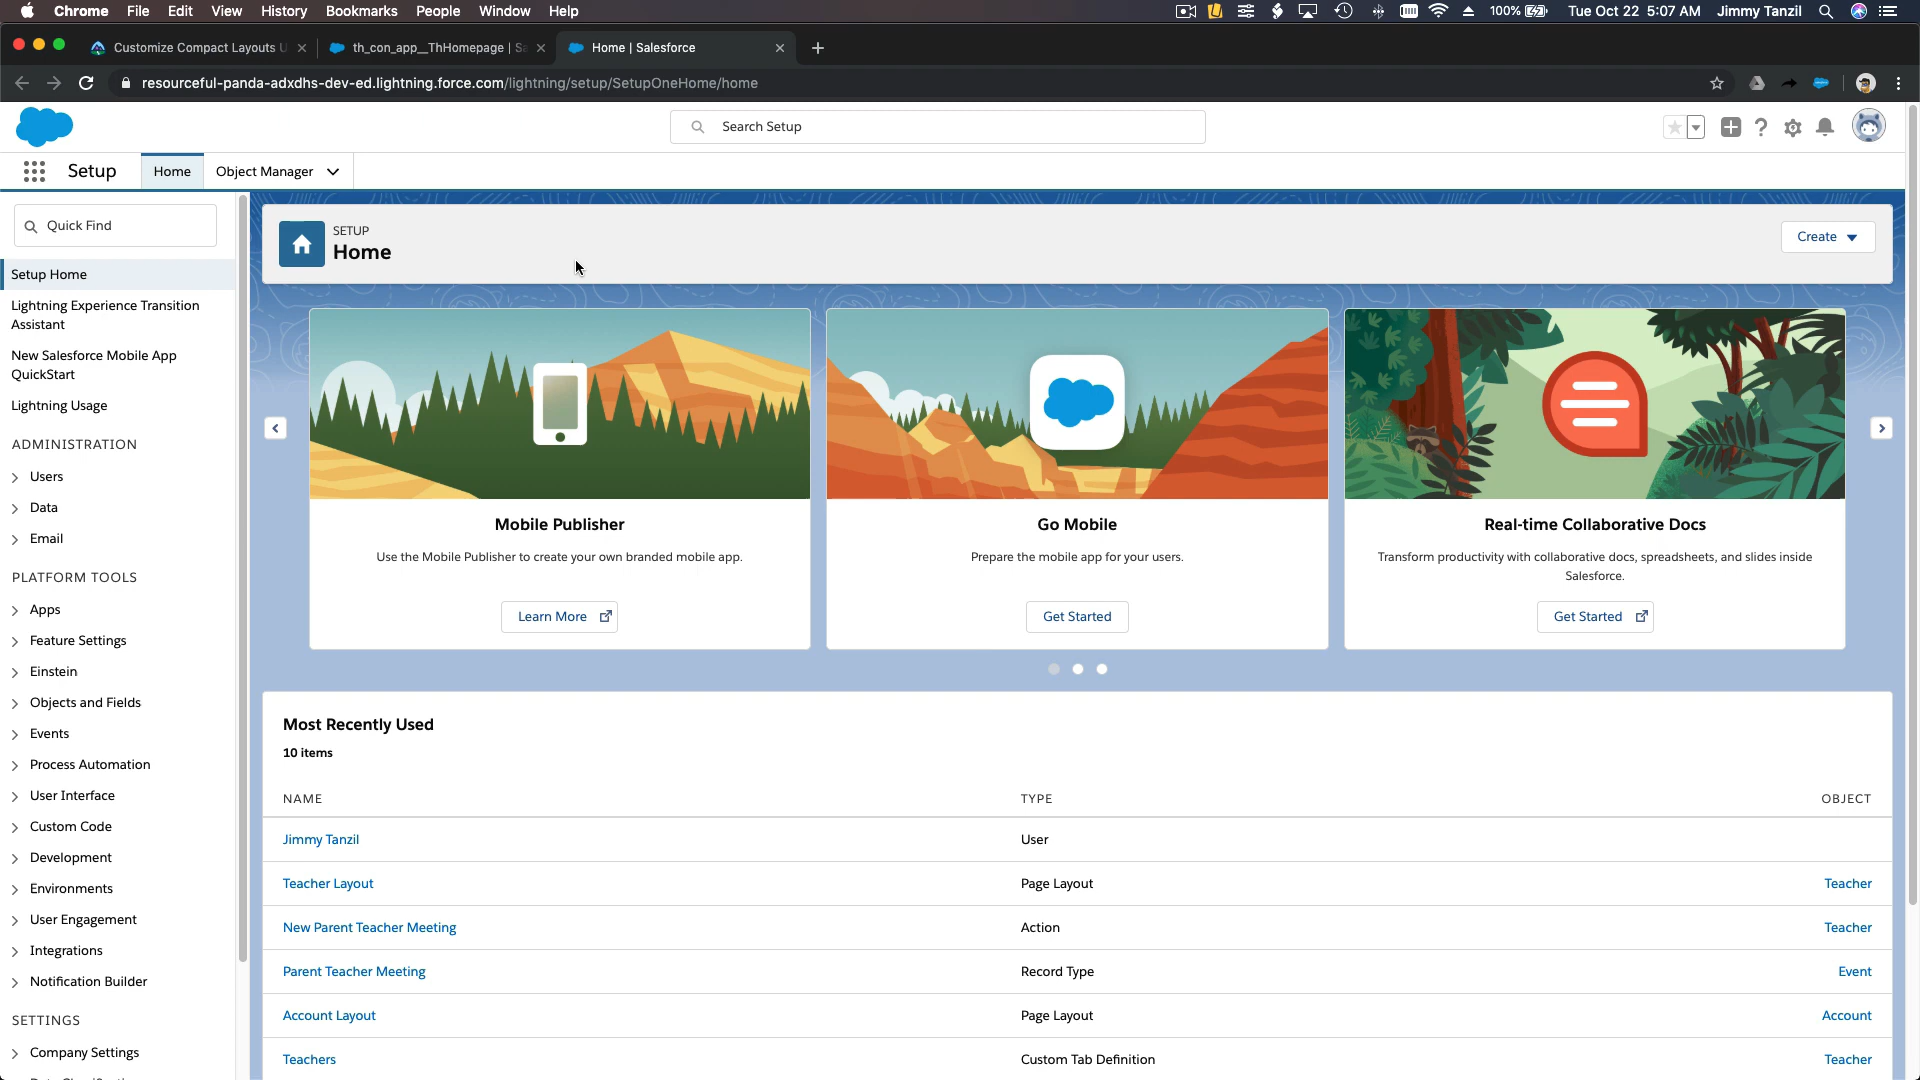 Chrome File Edit View History Bookmarks People Window Help 100% Tue Oct 22 5:07 AM Jimmy Tanzil
Customize Compact Layouts U th_con_app__ThHomepage | Sa Home | Salesforce
resourceful-panda-adxdhs-dev-ed.lightning.force.com/lightning/setup/SetupOneHome/home
Search Setup
Setup Home Object Manager
Quick Find
Setup Home
Lightning Experience Transition
Assistant
New Salesforce Mobile App
QuickStart
Lightning Usage
ADMINISTRATION
Users
Data
Email
PLATFORM TOOLS
Apps
Feature Settings
Einstein
Objects and Fields
Events
Process Automation
User Interface
Custom Code
Development
Environments
User Engagement
Integrations
Notification Builder
SETTINGS
Company Settings
SETUP
Home
Create
Mobile Publisher
Use the Mobile Publisher to create your own branded mobile app.
Learn More
Go Mobile
Prepare the mobile app for your users.
Get Started
Real-time Collaborative Docs
Transform productivity with collaborative docs, spreadsheets, and slides inside
Salesforce.
Get Started
Most Recently Used
10 items
NAME TYPE OBJECT
Jimmy Tanzil User
Teacher Layout Page Layout Teacher
New Parent Teacher Meeting Action Teacher
Parent Teacher Meeting Record Type Event
Account Layout Page Layout Account
Teachers Custom Tab Definition Teacher